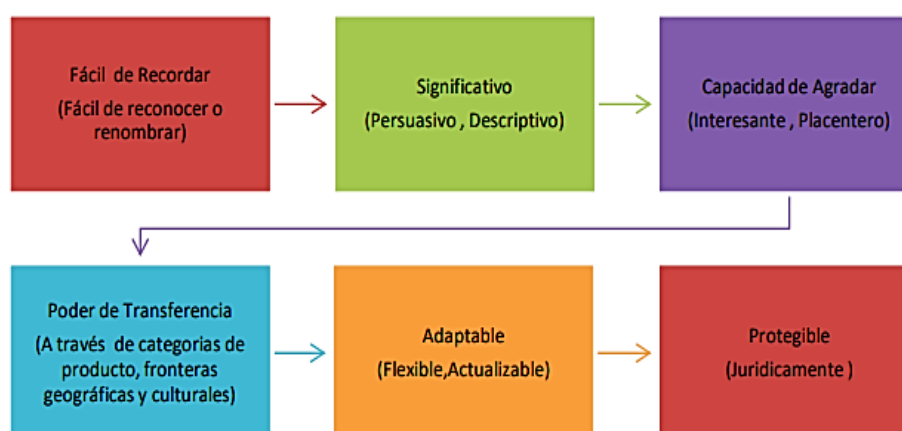 Fácil de Recordar
(Fácil de reconocer o
renombrar)
Significativo
(Persuasivo , Descriptivo)
Capacidad de Agradar
(Interesante , Placentero)
Poder de Transferencia
(A través de categorias de
producto, fronteras
geográficas y culturales)
Adaptable
(Flexible,Actualizable)
Protegible
(Juridicamente )